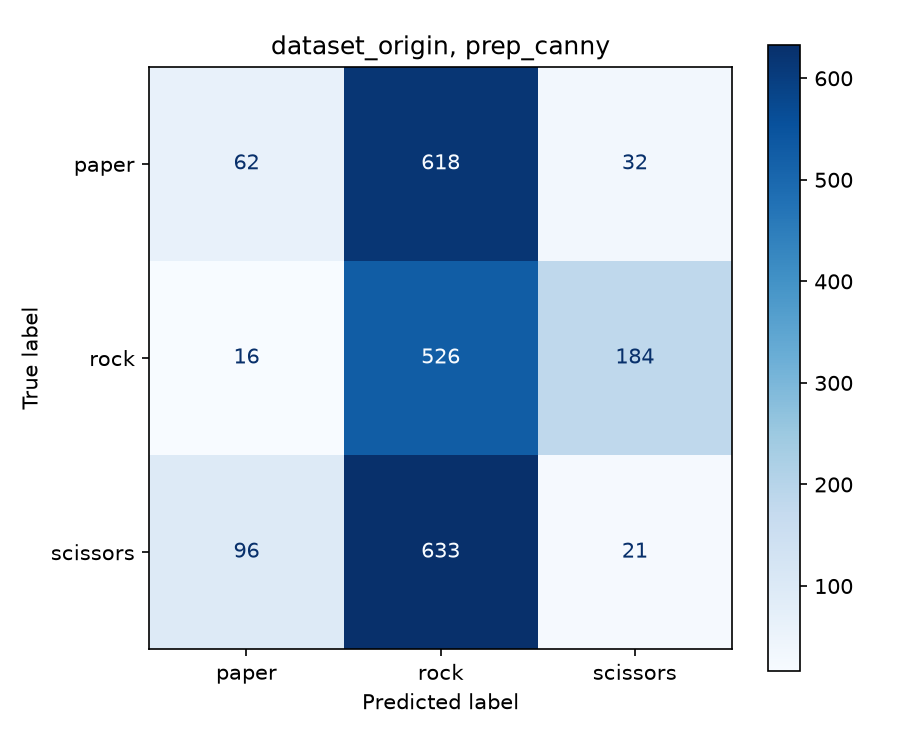 dataset_origin, prep_canny
600
500
400
300
200
100
True label
paper
62 618 32
rock
16 526 184
scissors
96 633 21
paper rock scissors
Predicted label